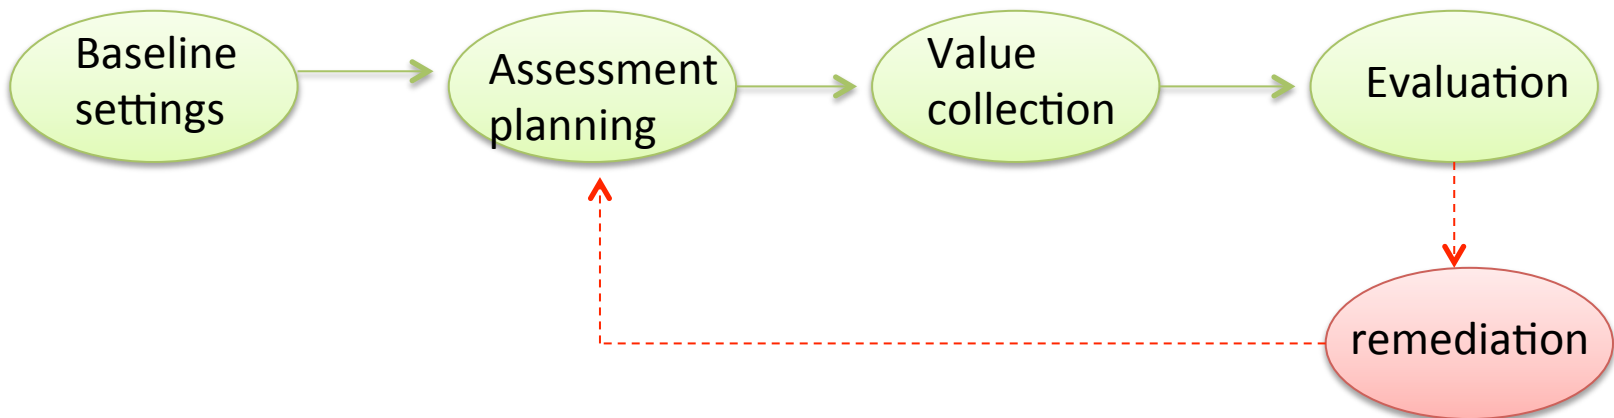 Baseline
settings
Assessment
planning
Value
collection
Evaluation
remediation